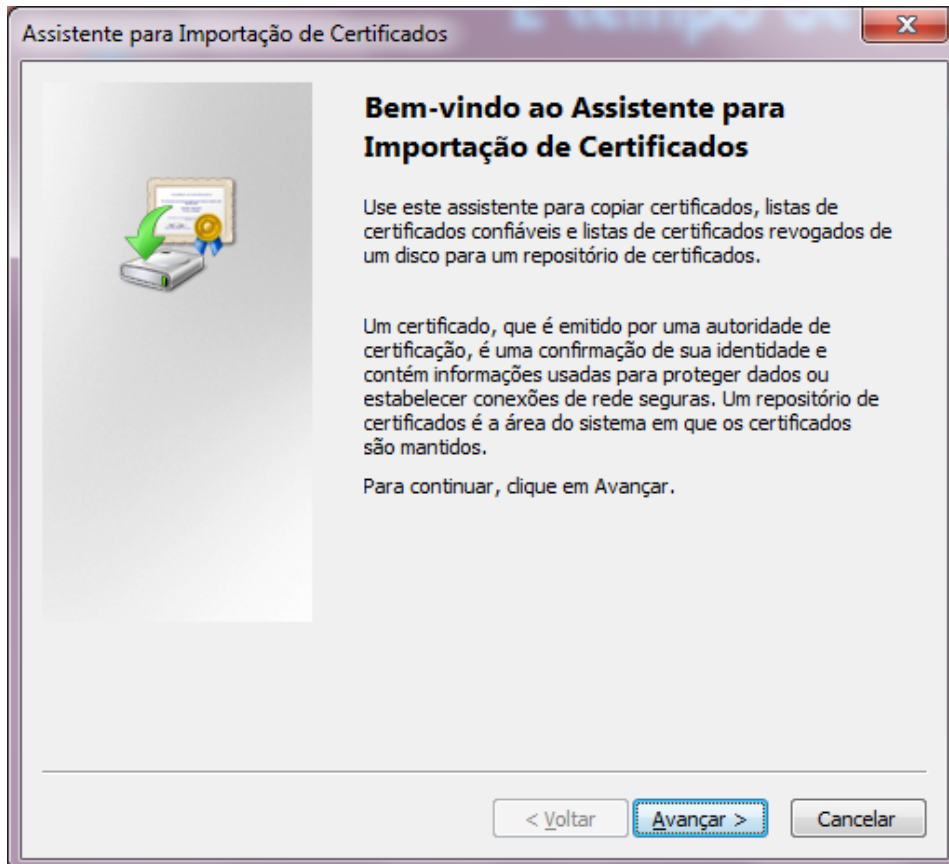 É tempo de
Assistente para Importação de Certificados
X
Bem-vindo ao Assistente para
Importação de Certificados
Use este assistente para copiar certificados, listas de
certificados confiáveis e listas de certificados revogados de
um disco para um repositório de certificados.
Um certificado, que é emitido por uma autoridade de
certificação, é uma confirmação de sua identidade e
contém informações usadas para proteger dados ou
estabelecer conexões de rede seguras. Um repositório de
certificados é a área do sistema em que os certificados
são mantidos.
Para continuar, clique em Avançar.
< Voltar Avançar > Cancelar